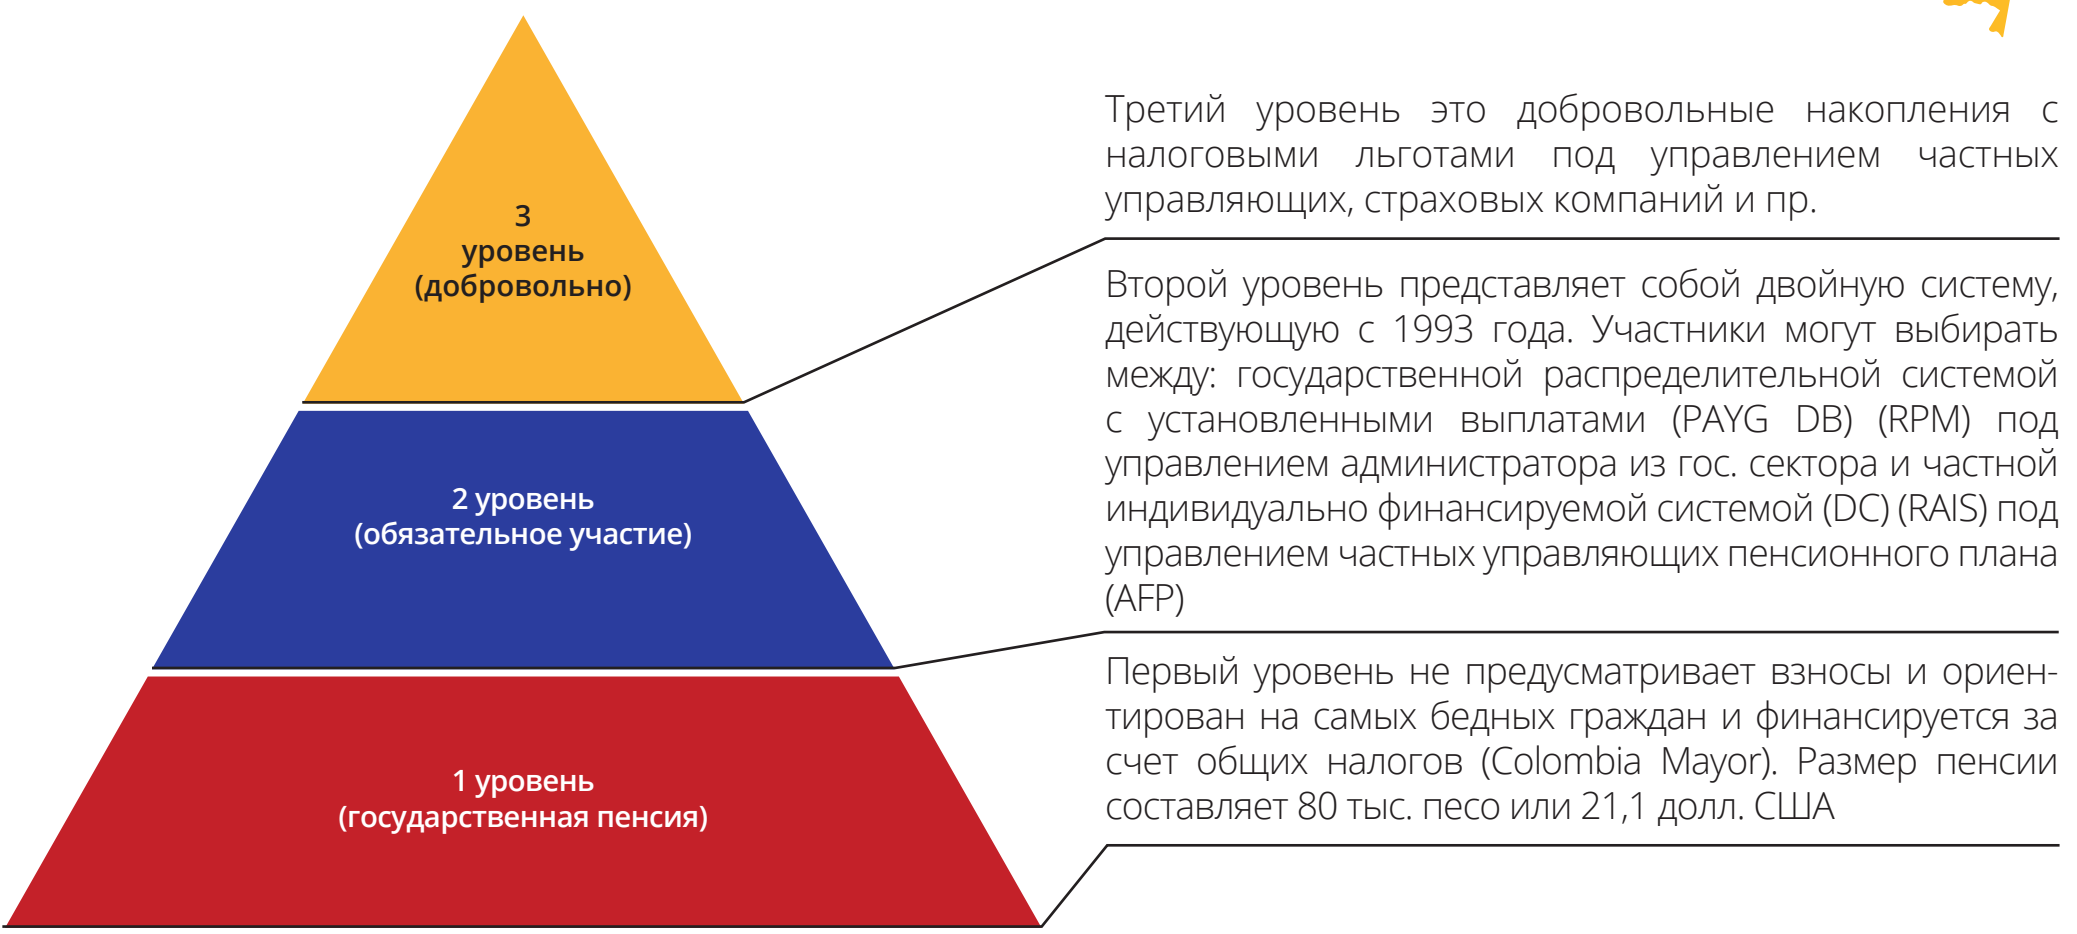 3
уровень
(добровольно)
2 уровень
(обязательное участие)
1 уровень
(государственная пенсия)
Третий уровень это добровольные накопления с
налоговыми льготами под управлением частных
управляющих, страховых компаний и пр.
Второй уровень представляет собой двойную систему,
действующую с 1993 года. Участники могут выбирать
между: государственной распределительной системой
с установленными выплатами (PAYG DB) (RPM) под
управлением администратора из гос. сектора и частной
индивидуально финансируемой системой (DC) (RAIS) под
управлением частных управляющих пенсионного плана
(AFP)
Первый уровень не предусматривает взносы и ориен-
тирован на самых бедных граждан и финансируется за
счет общих налогов (Colombia Mayor). Размер пенсии
составляет 80 тыс. песо или 21,1 долл. США